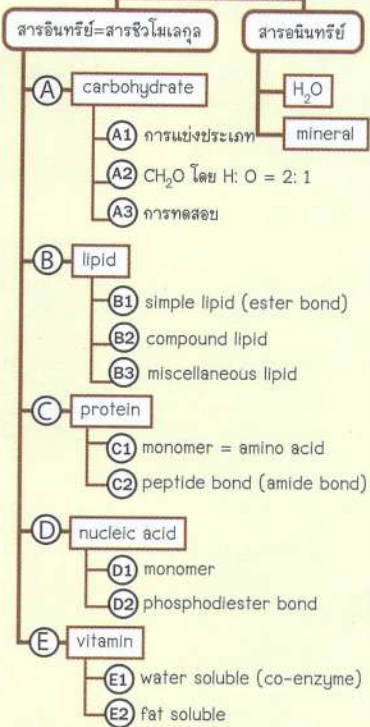 สารอินทรีย์=สารชีวโมเลกุล
สารอนินทรีย์
H₂O
mineral
A carbohydrate
A1 การแบ่งประเภท
A2 CH₂O โดย H: O = 2: 1
A3 การทดสอบ
B lipid
B1 simple lipid (ester bond)
B2 compound lipid
B3 miscellaneous lipid
C protein
C1 monomer = amino acid
C2 peptide bond (amide bond)
D nucleic acid
D1 monomer
D2 phosphodiester bond
E vitamin
E1 water soluble (co-enzyme)
E2 fat soluble